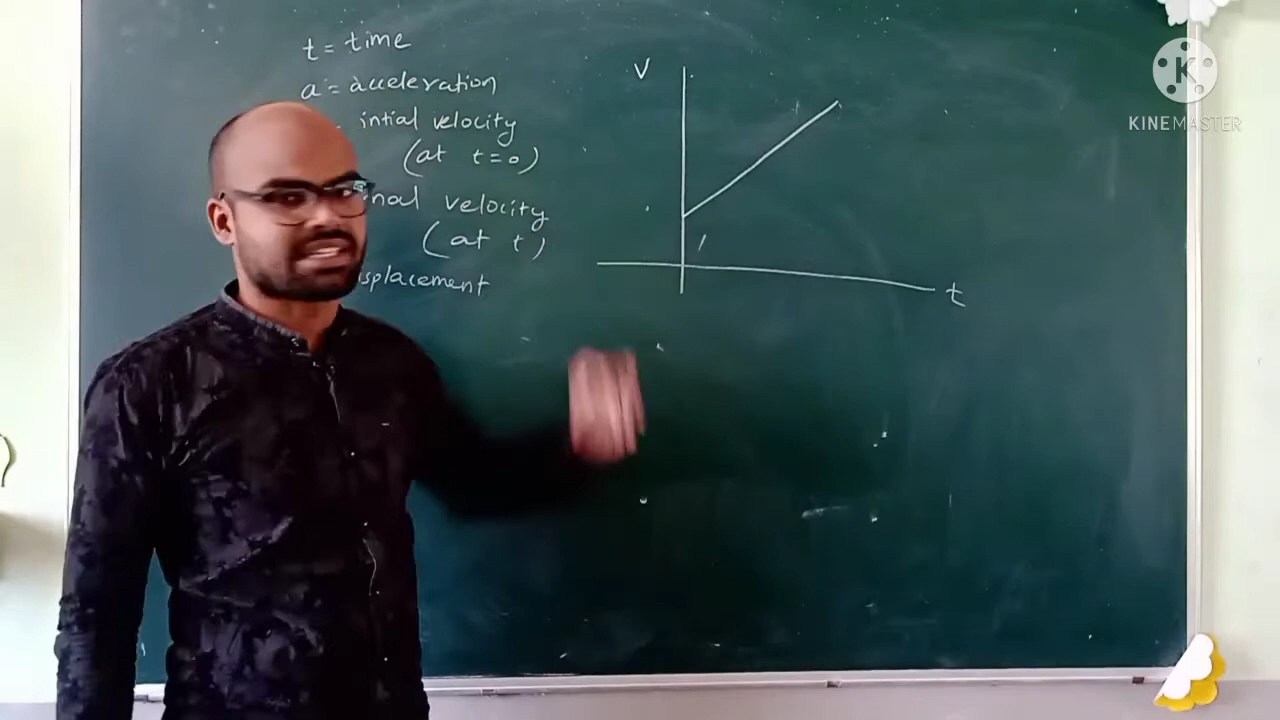 t = time
a = acceleration
intial velocity
(at t=0)
nal velocity
(at t)
splacement
V
t
K
KINEMASTER